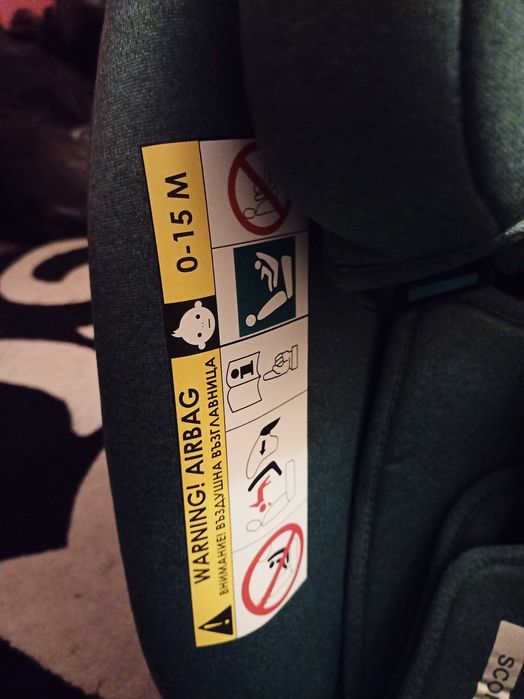 WARNING! AIRBAG
ВНИМАНИЕ! ВЪЗДУШНА ВЪЗГЛАВНИЦА
0-15 M